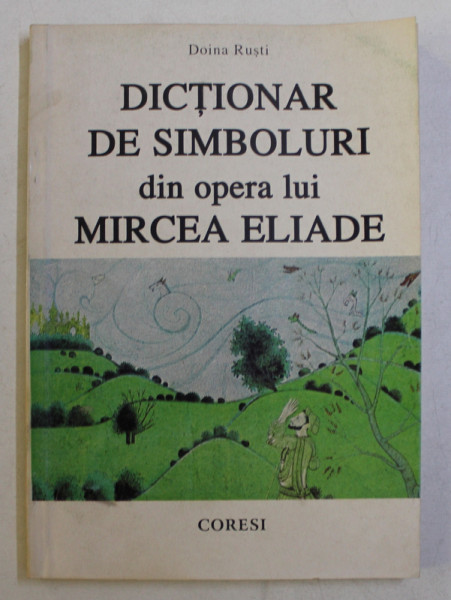 Doina Ruști
DICȚIONAR
DE SIMBOLURI
din opera lui
MIRCEA ELIADE
CORESI